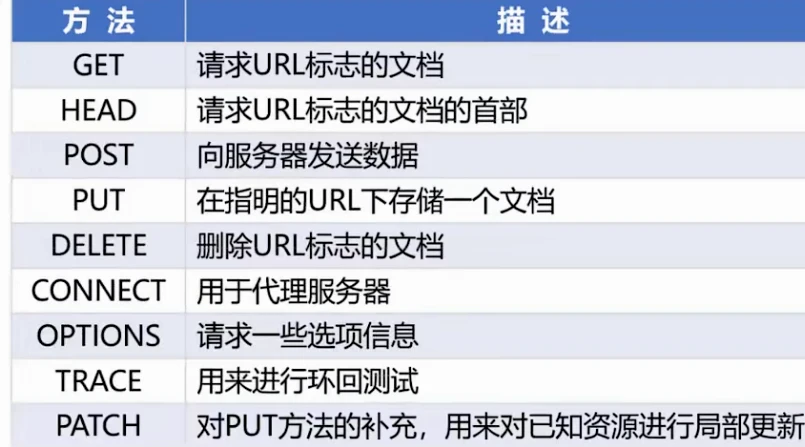 方 法 描 述
GET 请求URL标志的文档
HEAD 请求URL标志的文档的首部
POST 向服务器发送数据
PUT 在指明的URL下存储一个文档
DELETE 删除URL标志的文档
CONNECT 用于代理服务器
OPTIONS 请求一些选项信息
TRACE 用来进行环回测试
PATCH 对PUT方法的补充，用来对已知资源进行局部更新